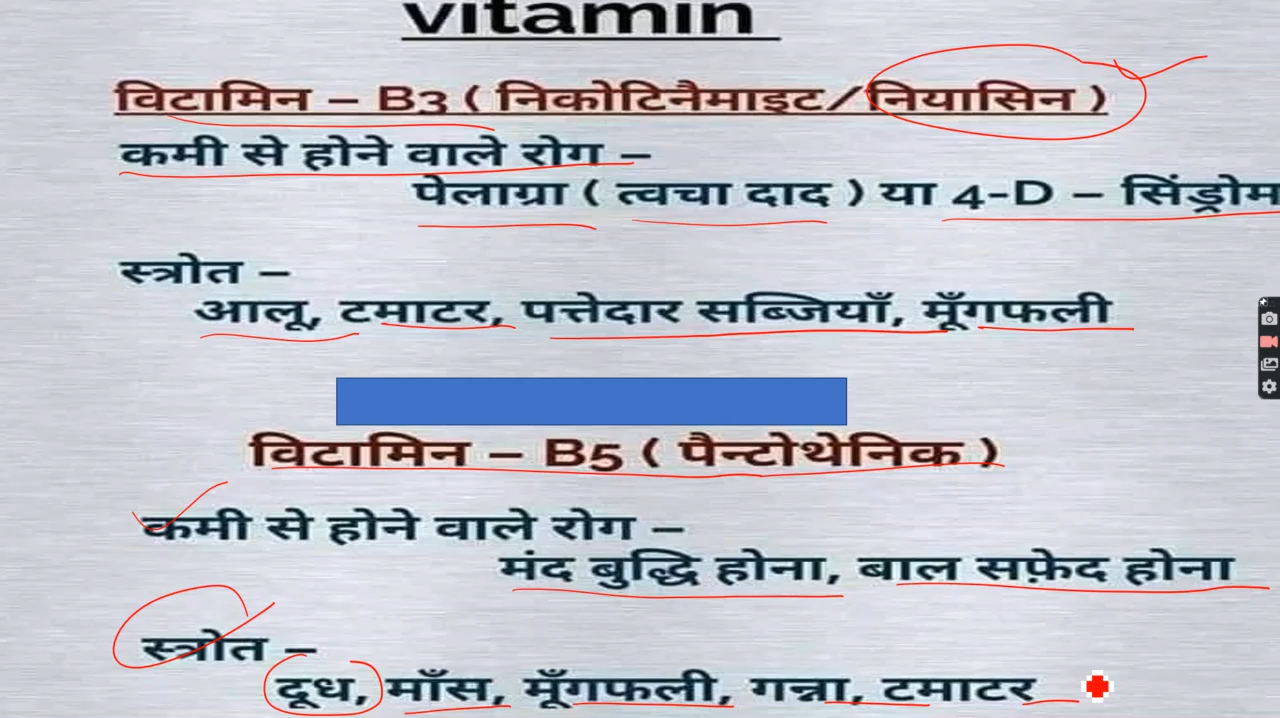 vitamin
विटामिन – B3 ( निकोटिनैमाइट/ नियासिन )
कमी से होने वाले रोग –
पेलाग्रा ( त्वचा दाद ) या 4-D – सिंड्रोम
स्त्रोत –
आलू, टमाटर, पत्तेदार सब्जियाँ, मूँगफली
विटामिन – B5 ( पैन्टोथेनिक )
कमी से होने वाले रोग –
मंद बुद्धि होना, बाल सफ़ेद होना
स्त्रोत –
दूध, माँस, मूँगफली, गन्ना, टमाटर